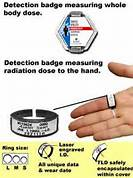 Detection badge measuring whole
body dose.
Detection badge measuring
radiation dose to the hand.
Ring size:
L M S
Laser
engraved
I.D.
All unique data
& wear date
TLD safely
encapsulated
within cover